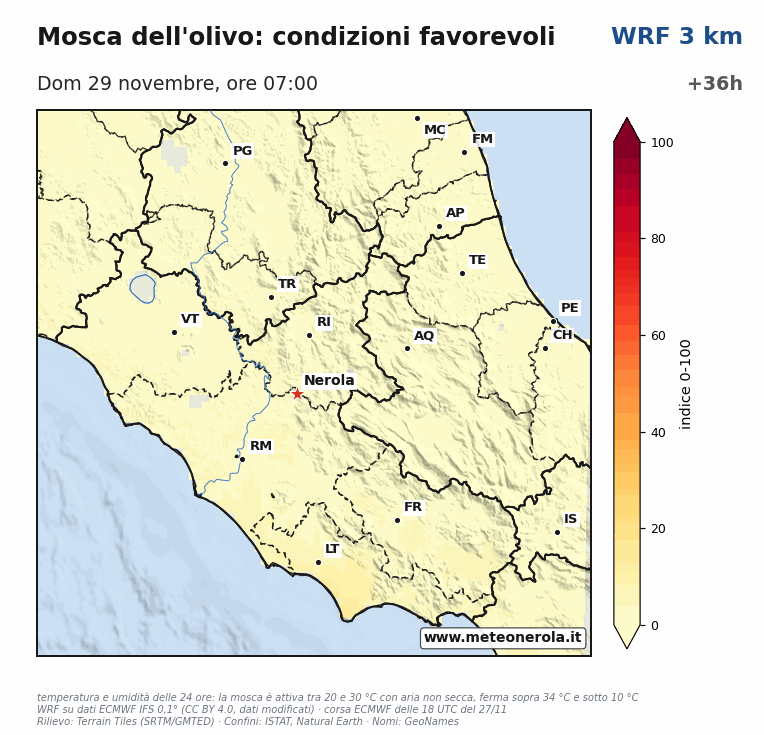 Mosca dell'olivo: condizioni favorevoli
WRF 3 km
Dom 29 novembre, ore 07:00
+36h
MC
FM
PG
AP
TE
TR
PE
VT
RI
AQ
CH
Nerola
RM
FR
IS
LT
www.meteonerola.it
100
80
60
40
20
0
indice 0-100
temperatura e umidità delle 24 ore: la mosca è attiva tra 20 e 30 °C con aria non secca, ferma sopra 34 °C e sotto 10 °C
WRF su dati ECMWF IFS 0,1° (CC BY 4.0, dati modificati) · corsa ECMWF delle 18 UTC del 27/11
Rilievo: Terrain Tiles (SRTM/GMTED) · Confini: ISTAT, Natural Earth · Nomi: GeoNames